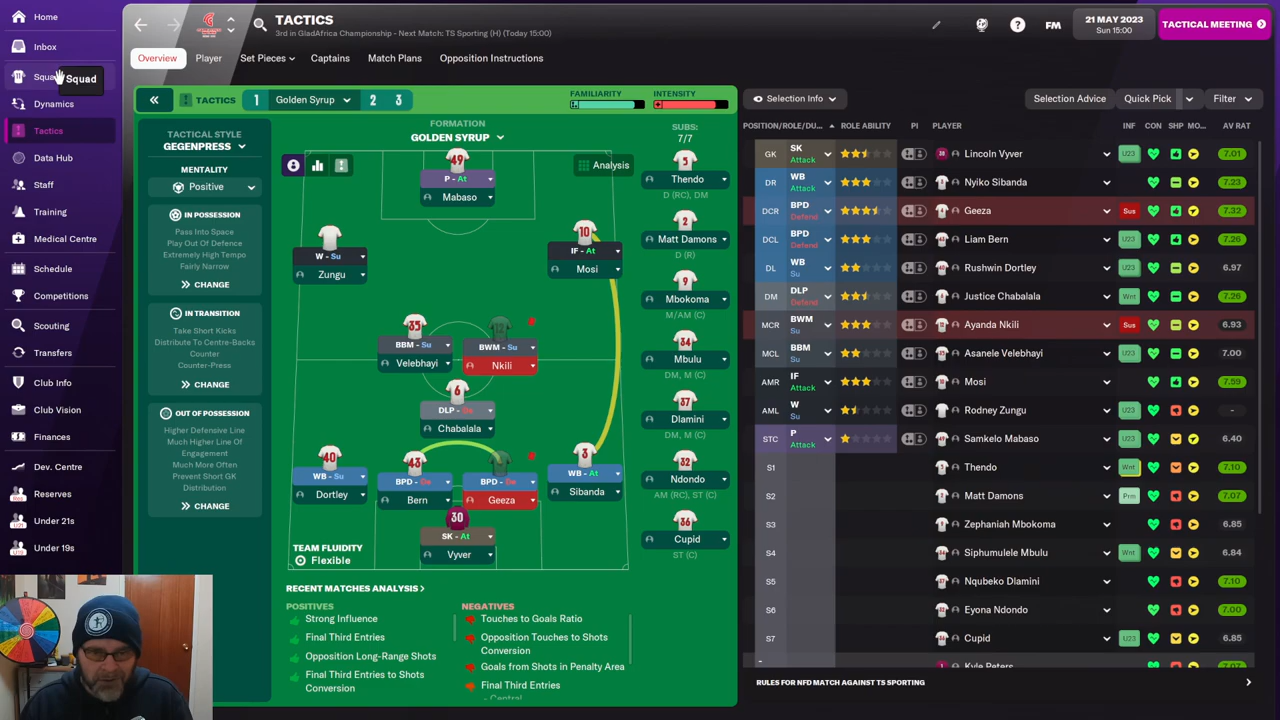 Home
Inbox
Squad
Squad
Dynamics
Tactics
Data Hub
Staff
Training
Medical Centre
Schedule
Competitions
Scouting
Transfers
Club Info
Club Vision
Finances
Dev. Centre
Reserves
Under 21s
Under 19s
TACTICS
3rd in GladAfrica Championship - Next Match: TS Sporting (H) (Today 15:00)
FM
21 MAY 2023
Sun 15:00
TACTICAL MEETING
Overview
Player
Set Pieces
Captains
Match Plans
Opposition Instructions
TACTICS
1
Golden Syrup
2
3
FAMILIARITY
INTENSITY
TACTICAL STYLE
GEGENPRESS
MENTALITY
Positive
IN POSSESSION
Pass Into Space
Play Out Of Defence
Extremely High Tempo
Fairly Narrow
CHANGE
IN TRANSITION
Take Short Kicks
Distribute To Centre-Backs
Counter
Counter-Press
CHANGE
OUT OF POSSESSION
Higher Defensive Line
Much Higher Line Of
Engagement
Much More Often
Prevent Short GK
Distribution
CHANGE
FORMATION
GOLDEN SYRUP
Analysis
49
P - At
Mabaso
W - Su
Zungu
10
IF - At
Mosi
35
BBM - Su
Velebhayi
12
BWM - Su
Nkili
6
DLP - De
Chabalala
40
WB - Su
Dortley
43
BPD - De
Bern
BPD - De
Geeza
3
WB - At
Sibanda
30
SK - At
Vyver
TEAM FLUIDITY
Flexible
SUBS:
7/7
5
Thendo
D (RC), DM
2
Matt Damons
D (R)
9
Mbokoma
M/AM (C)
34
Mbulu
DM, M (C)
37
Dlamini
DM, M (C)
32
Ndondo
AM (RC), ST (C)
36
Cupid
ST (C)
RECENT MATCHES ANALYSIS
POSITIVES
Strong Influence
Final Third Entries
Opposition Long-Range Shots
Final Third Entries to Shots
Conversion
NEGATIVES
Touches to Goals Ratio
Opposition Touches to Shots
Conversion
Goals from Shots in Penalty Area
Final Third Entries
- Central
Selection Info
Selection Advice
Quick Pick
Filter
POSITION/ROLE/DU... ROLE ABILITY PI PLAYER INF CON SHP MO... AV RAT
GK SK Attack Lincoln Vyver U23 7.01
DR WB Attack Nyiko Sibanda 7.23
DCR BPD Defend Geeza Sus 7.32
DCL BPD Defend Liam Bern U23 7.26
DL WB Su Rushwin Dortley U23 6.97
DM DLP Defend Justice Chabalala Wnt 7.26
MCR BWM Su Ayanda Nkili Sus 6.93
MCL BBM Su Asanele Velebhayi U23 7.00
AMR IF Attack Mosi 7.59
AML W Su Rodney Zungu U23 -
STC P Attack Samkelo Mabaso U23 6.40
S1 Thendo Wnt 7.10
S2 Matt Damons Prm 7.07
S3 Zephaniah Mbokoma 6.85
S4 Siphumulele Mbulu Wnt 6.84
S5 Nqubeko Dlamini 7.10
S6 Eyona Ndondo 7.00
S7 Cupid U23 6.85
- Kyle Peters 7.07
RULES FOR NFD MATCH AGAINST TS SPORTING